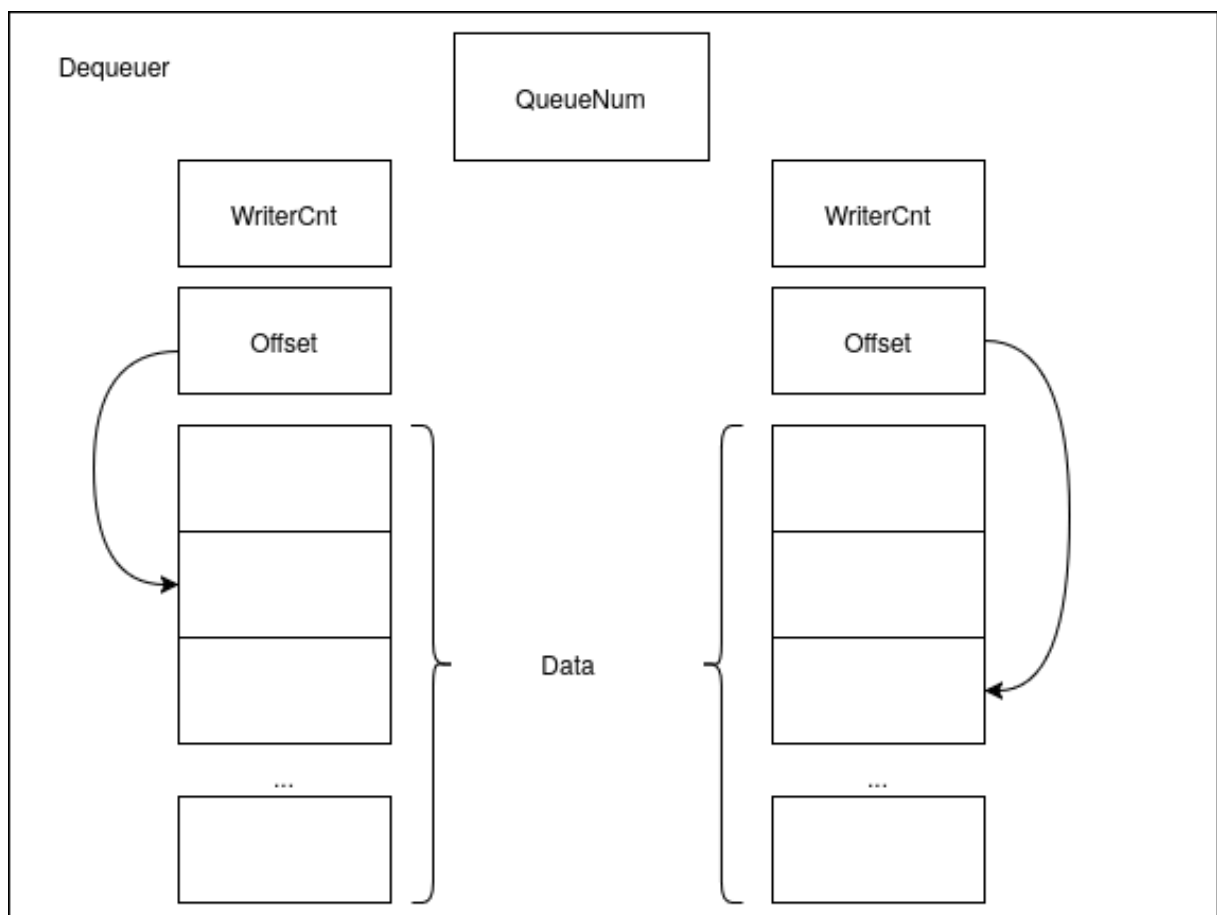 Dequeuer
QueueNum
WriterCnt
WriterCnt
Offset
Offset
Data
...
...